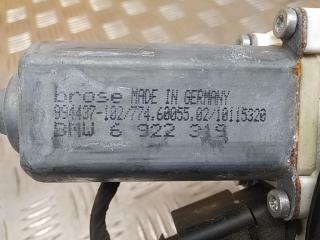 brose MADE IN GERMANY
994437-102/774.60055.02/10115320
BMW 6 922 319